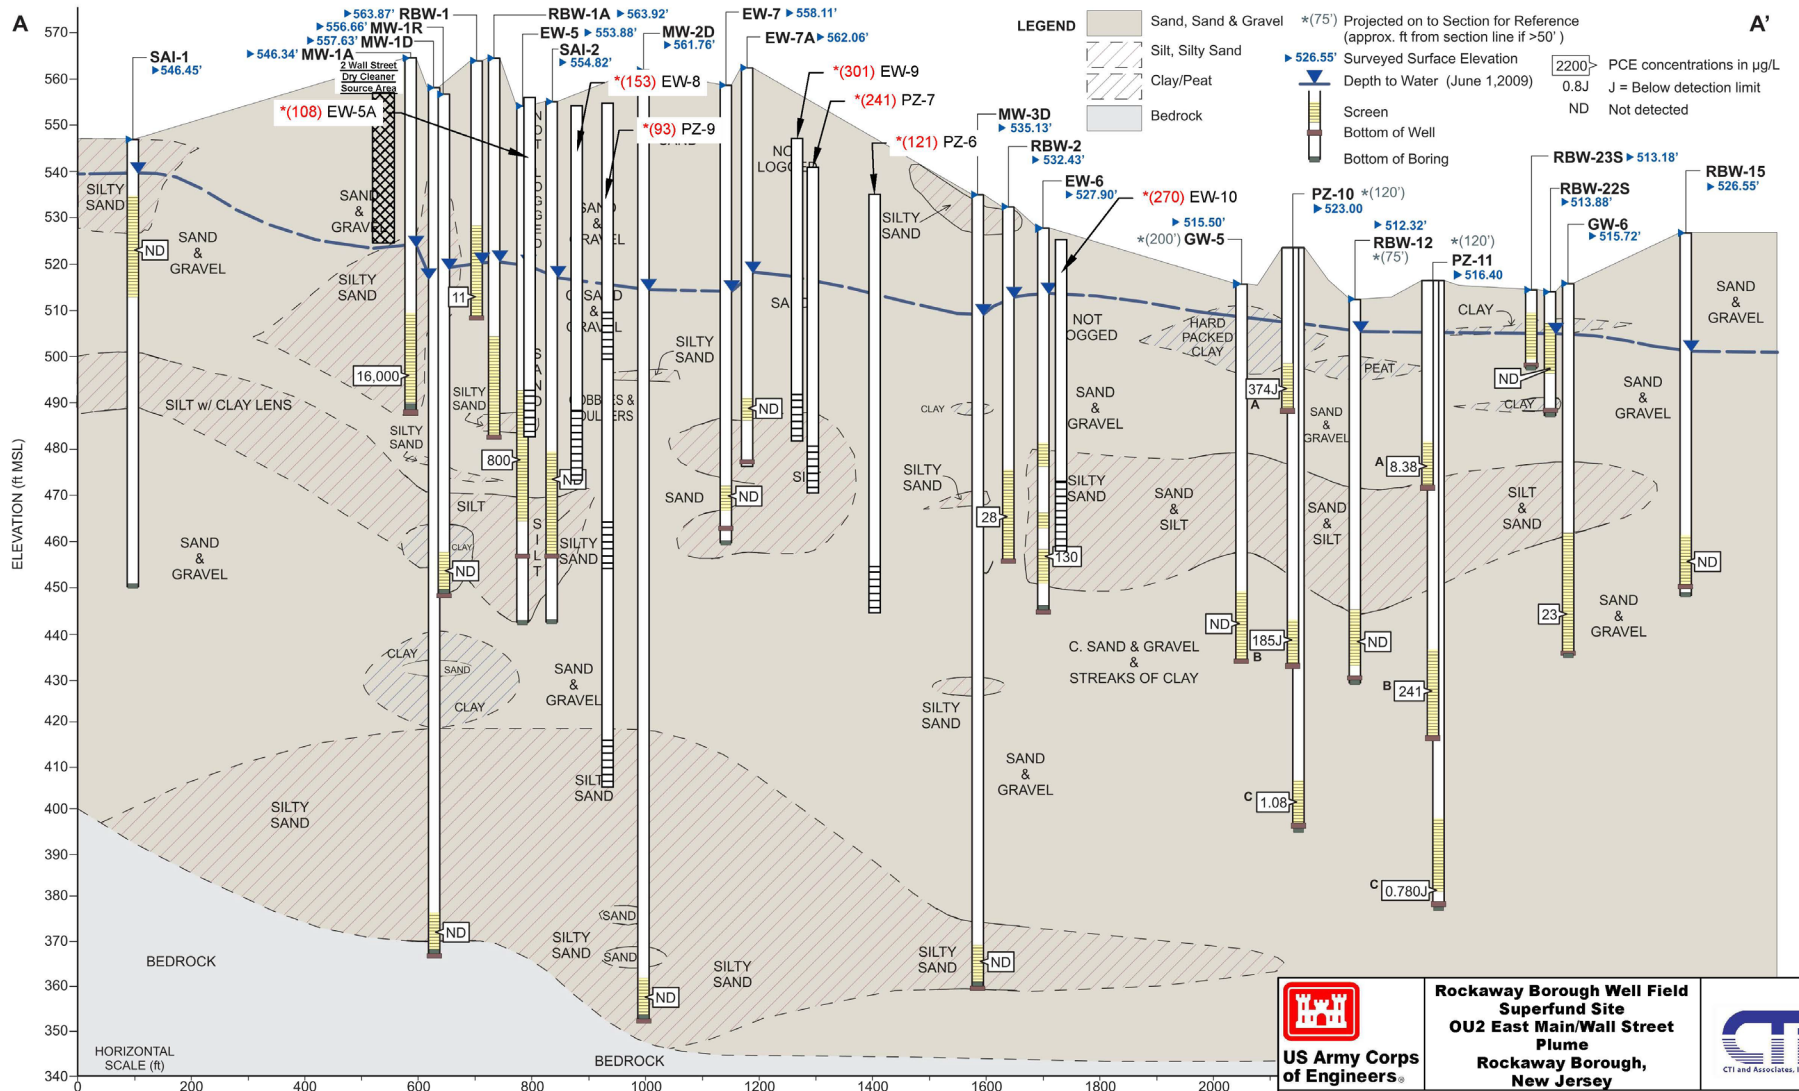 A
A'
SAI-1
▶546.45'
▶563.87' RBW-1
▶556.66' MW-1R
▶557.63' MW-1D
▶546.34' MW-1A
2 Wall Street
Dry Cleaner
Source Area
*(108) EW-5A
RBW-1A ▶563.92'
EW-5 ▶553.88'
SAI-2
▶554.82'
*(153) EW-8
*(93) PZ-9
MW-2D
▶561.76'
EW-7 ▶558.11'
EW-7A▶562.06'
*(301) EW-9
*(241) PZ-7
*(121) PZ-6
MW-3D
▶535.13'
RBW-2
▶532.43'
EW-6
▶527.90'
*(270) EW-10
▶515.50'
*(200') GW-5
PZ-10 *(120')
▶523.00
▶512.32'
RBW-12
*(75')
*(120')
PZ-11
▶516.40
RBW-23S ▶513.18'
RBW-22S
▶513.88'
GW-6
▶515.72'
RBW-15
▶526.55'
LEGEND
Sand, Sand & Gravel
Silt, Silty Sand
Clay/Peat
Bedrock
*(75') Projected on to Section for Reference
(approx. ft from section line if >50' )
▶526.55' Surveyed Surface Elevation
Depth to Water (June 1,2009)
Screen
Bottom of Well
Bottom of Boring
2200 PCE concentrations in µg/L
0.8J J = Below detection limit
ND Not detected
ELEVATION (ft MSL)
570
560
550
540
530
520
510
500
490
480
470
460
450
440
430
420
410
400
390
380
370
360
350
340
SILTY
SAND
SAND
&
GRAVEL
ND
SILT w/ CLAY LENS
SAND
&
GRAVEL
SAND
&
GRAVEL
SILTY
SAND
16,000
11
SILTY
SAND
SILTY
SAND
800
SILT
CLAY
ND
NOT LOGGED
SAND
SILT
SAND
&
GRAVEL
C. SAND
&
GRAVEL
COBBLES &
BOULDERS
ND
SILTY
SAND
SAND
SILTY
SAND
SAND
ND
ND
NOT
LOGGED
CLAY
SAND
CLAY
SAND
&
GRAVEL
SILTY
SAND
SILTY
SAND
SAND
SAND
SILTY
SAND
SILTY
SAND
ND
ND
BEDROCK
BEDROCK
SILTY
SAND
CLAY
SILTY
SAND
28
130
NOT
LOGGED
SAND
&
GRAVEL
SILTY
SAND
SAND
&
SILT
C. SAND & GRAVEL
&
STREAKS OF CLAY
SILTY
SAND
SAND
&
GRAVEL
SILTY
SAND
ND
HARD
PACKED
CLAY
PEAT
374J
A
SAND
&
GRAVEL
SAND
&
SILT
ND
185J
B
ND
C 1.08
A 8.38
B 241
C 0.780J
CLAY
ND
CLAY
SILT
&
SAND
23
SAND
&
GRAVEL
SAND
&
GRAVEL
SAND
&
GRAVEL
ND
HORIZONTAL
SCALE (ft)
0
200
400
600
800
1000
1200
1400
1600
1800
2000
US Army Corps
of Engineers®
Rockaway Borough Well Field
Superfund Site
OU2 East Main/Wall Street
Plume
Rockaway Borough,
New Jersey
CTI
CTI and Associates,